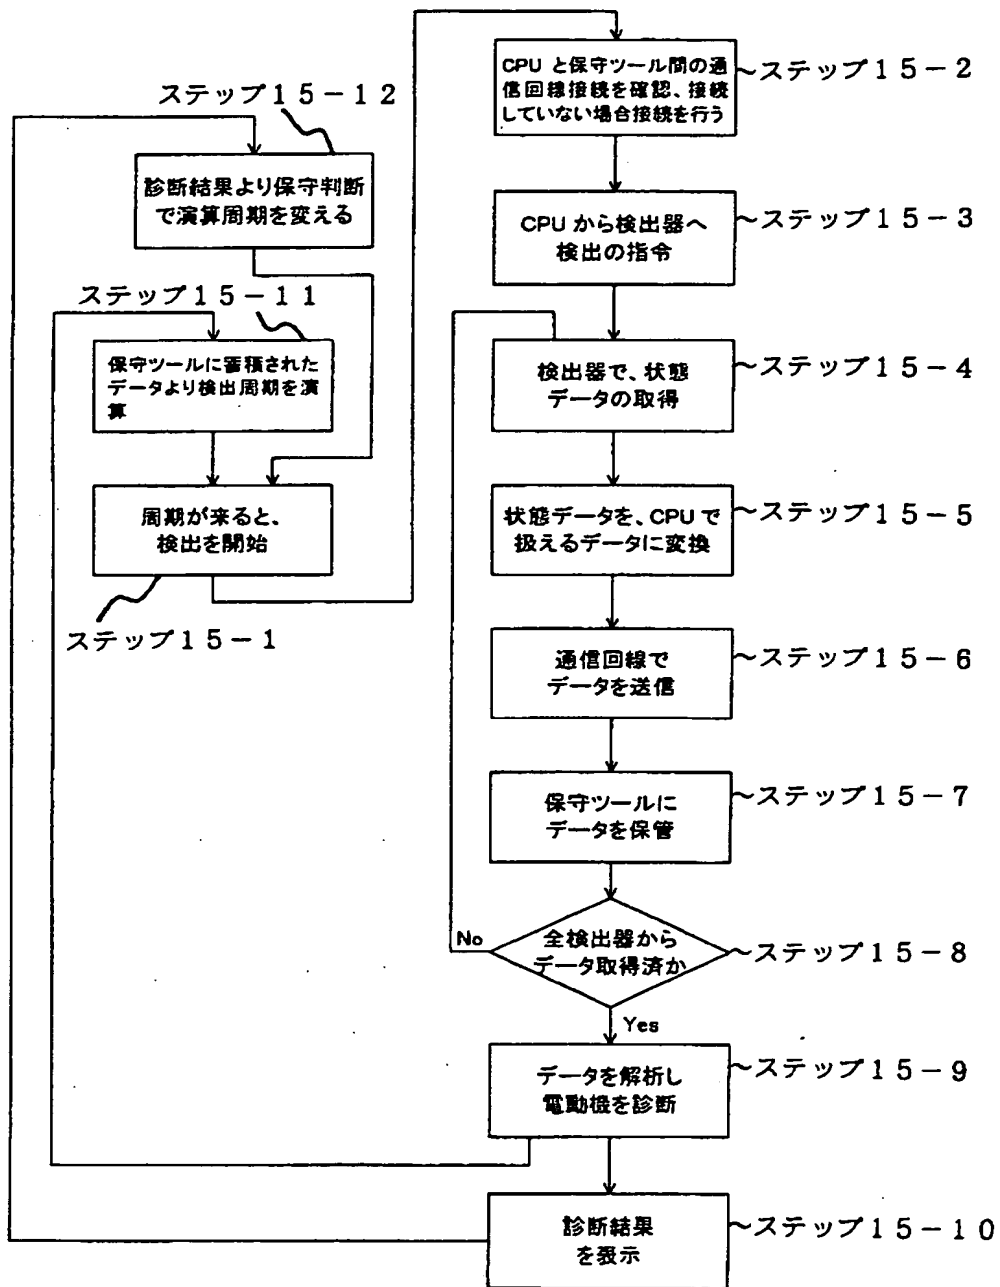 ステップ15-12
診断結果より保守判断
で演算周期を変える
ステップ15-11
保守ツールに蓄積された
データより検出周期を演
算
周期が来ると、
検出を開始
ステップ15-1
CPUと保守ツール間の通
信回線接続を確認、接続
していない場合接続を行う
~ステップ15-2
CPUから検出器へ
検出の指令
~ステップ15-3
検出器で、状態
データの取得
~ステップ15-4
状態データを、CPUで
扱えるデータに変換
~ステップ15-5
通信回線で
データを送信
~ステップ15-6
保守ツールに
データを保管
~ステップ15-7
No
全検出器から
データ取得済か
~ステップ15-8
Yes
データを解析し
電動機を診断
~ステップ15-9
診断結果
を表示
~ステップ15-10